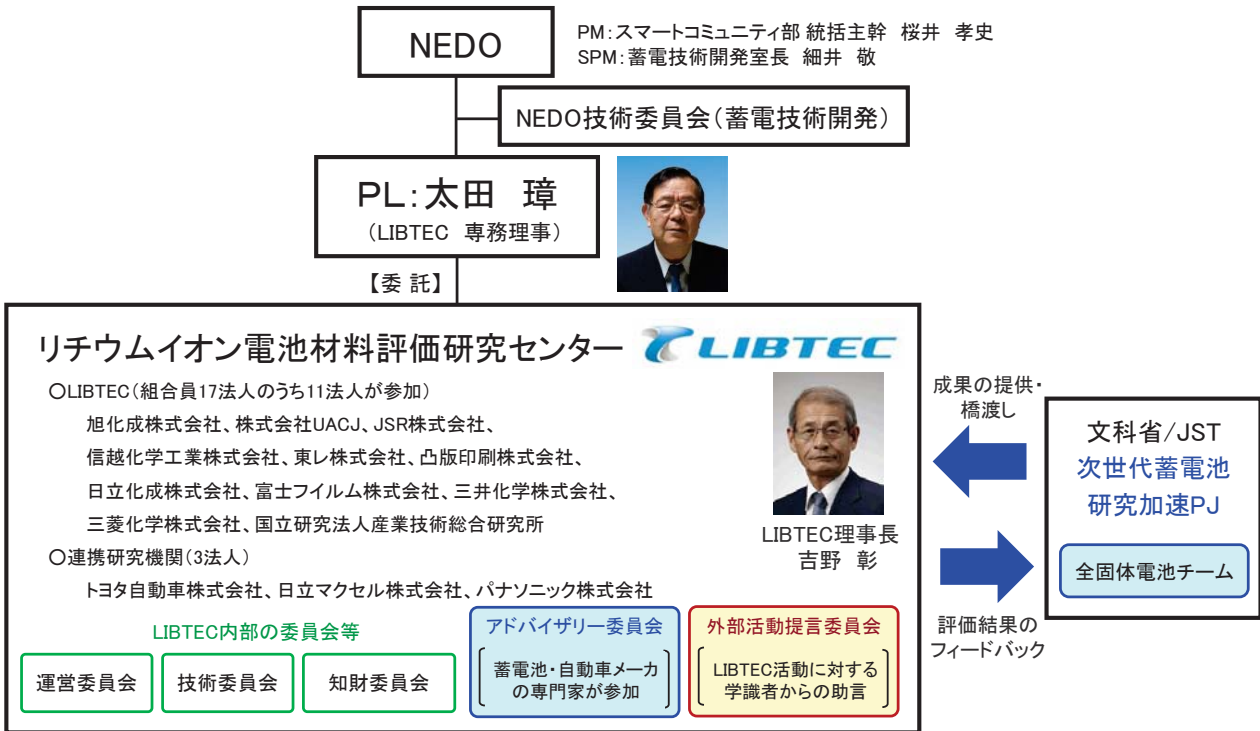 NEDO
PM:スマートコミュニティ部 統括主幹 桜井 孝史
SPM:蓄電技術開発室長 細井 敬
NEDO技術委員会(蓄電技術開発)
PL:太田 璋
(LIBTEC 専務理事)
【委 託】
リチウムイオン電池材料評価研究センター
LIBTEC
○LIBTEC(組合員17法人のうち11法人が参加)
旭化成株式会社、株式会社UACJ、JSR株式会社、
信越化学工業株式会社、東レ株式会社、凸版印刷株式会社、
日立化成株式会社、富士フイルム株式会社、三井化学株式会社、
三菱化学株式会社、国立研究法人産業技術総合研究所
○連携研究機関(3法人)
トヨタ自動車株式会社、日立マクセル株式会社、パナソニック株式会社
LIBTEC理事長
吉野 彰
LIBTEC内部の委員会等
運営委員会
技術委員会
知財委員会
アドバイザリー委員会
蓄電池・自動車メーカ
の専門家が参加
外部活動提言委員会
LIBTEC活動に対する
学識者からの助言
成果の提供・
橋渡し
評価結果の
フィードバック
文科省/JST
次世代蓄電池
研究加速PJ
全固体電池チーム